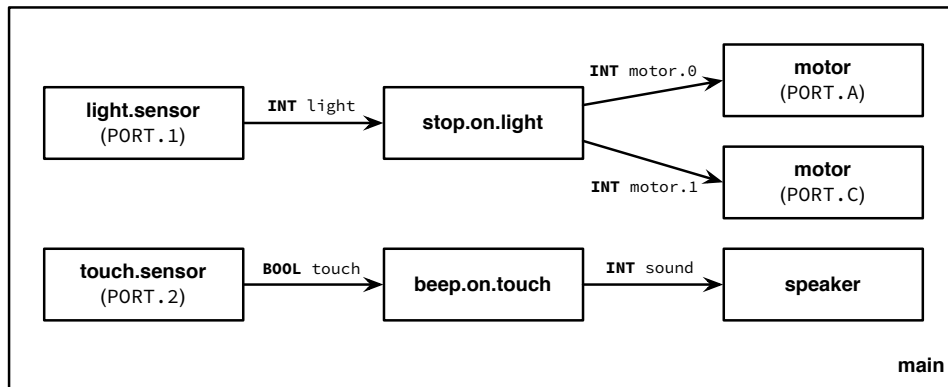 light.sensor
(PORT.1)
INT light
stop.on.light
INT motor.0
motor
(PORT.A)
INT motor.1
motor
(PORT.C)
touch.sensor
(PORT.2)
BOOL touch
beep.on.touch
INT sound
speaker
main